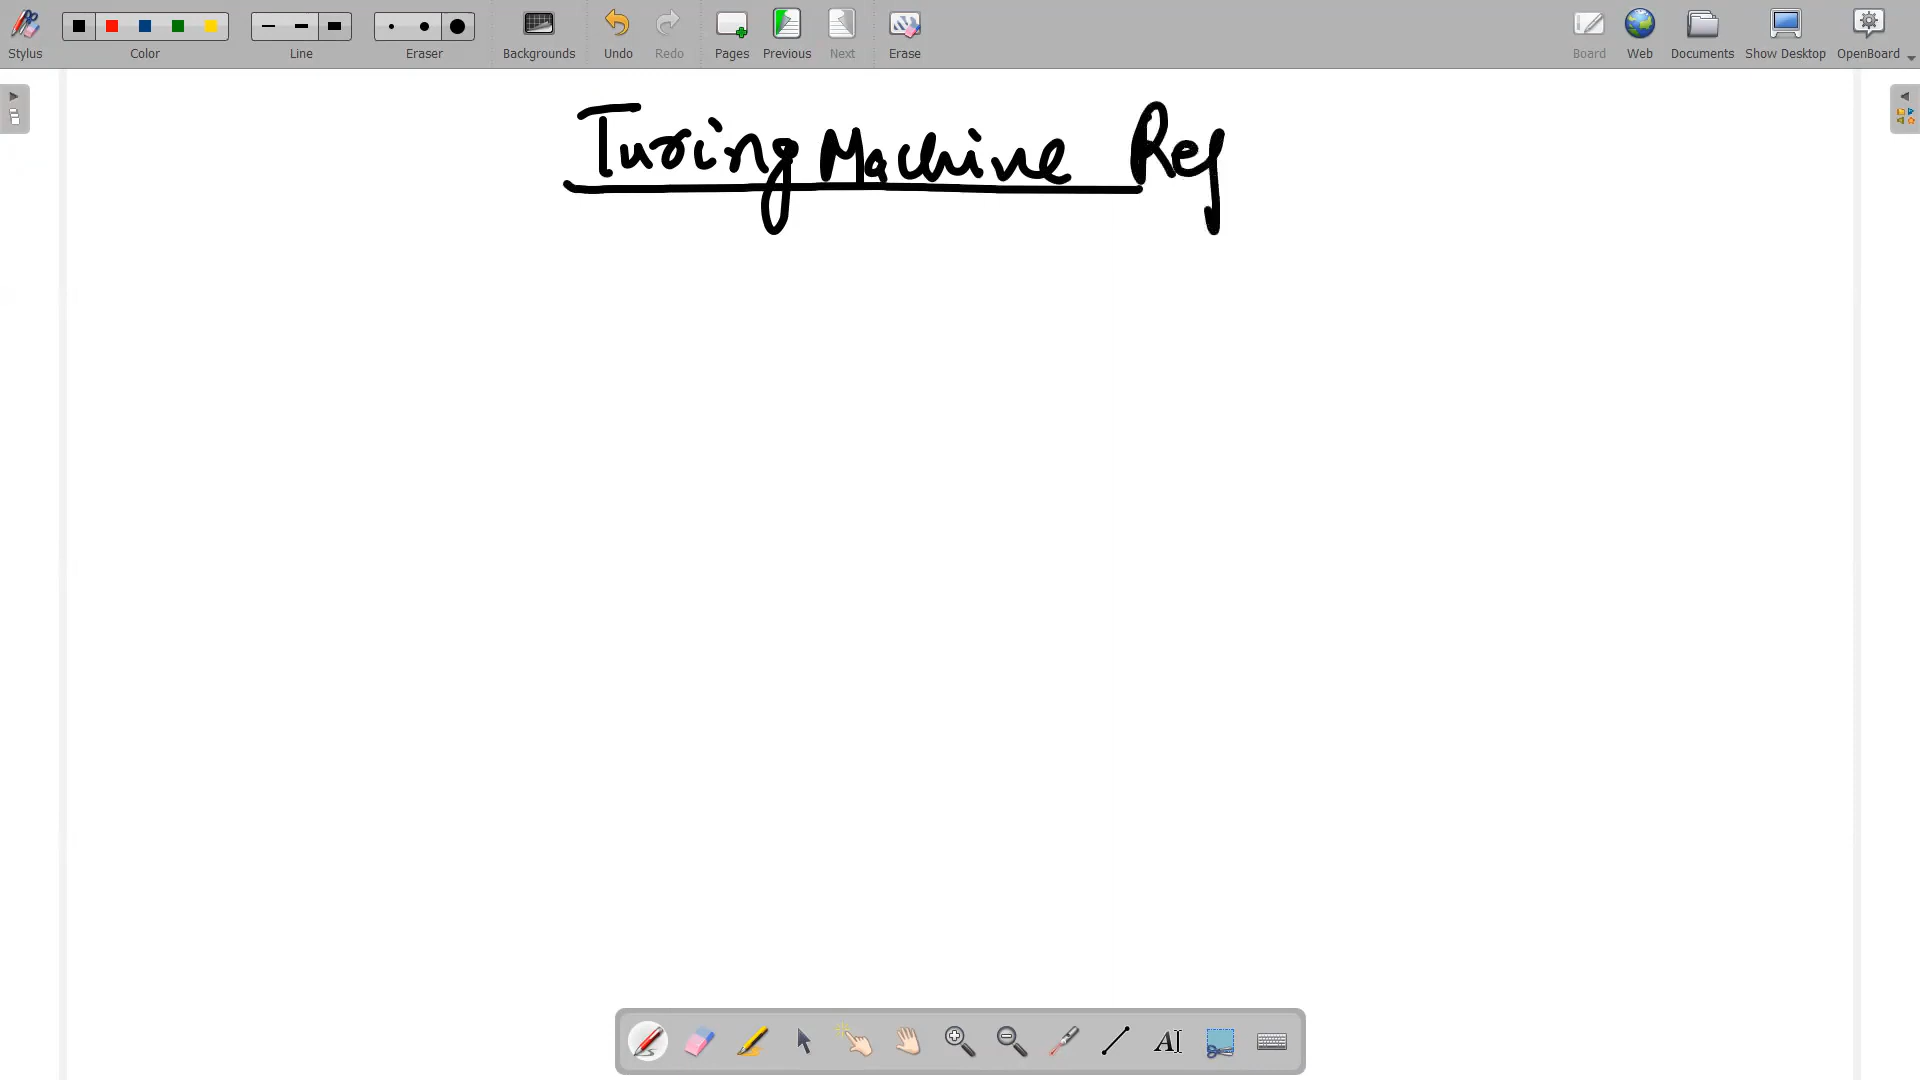 Stylus Color Line Eraser Backgrounds Undo Redo Pages Previous Next Erase Board Web Documents Show Desktop OpenBoard
Turing Machine Rep